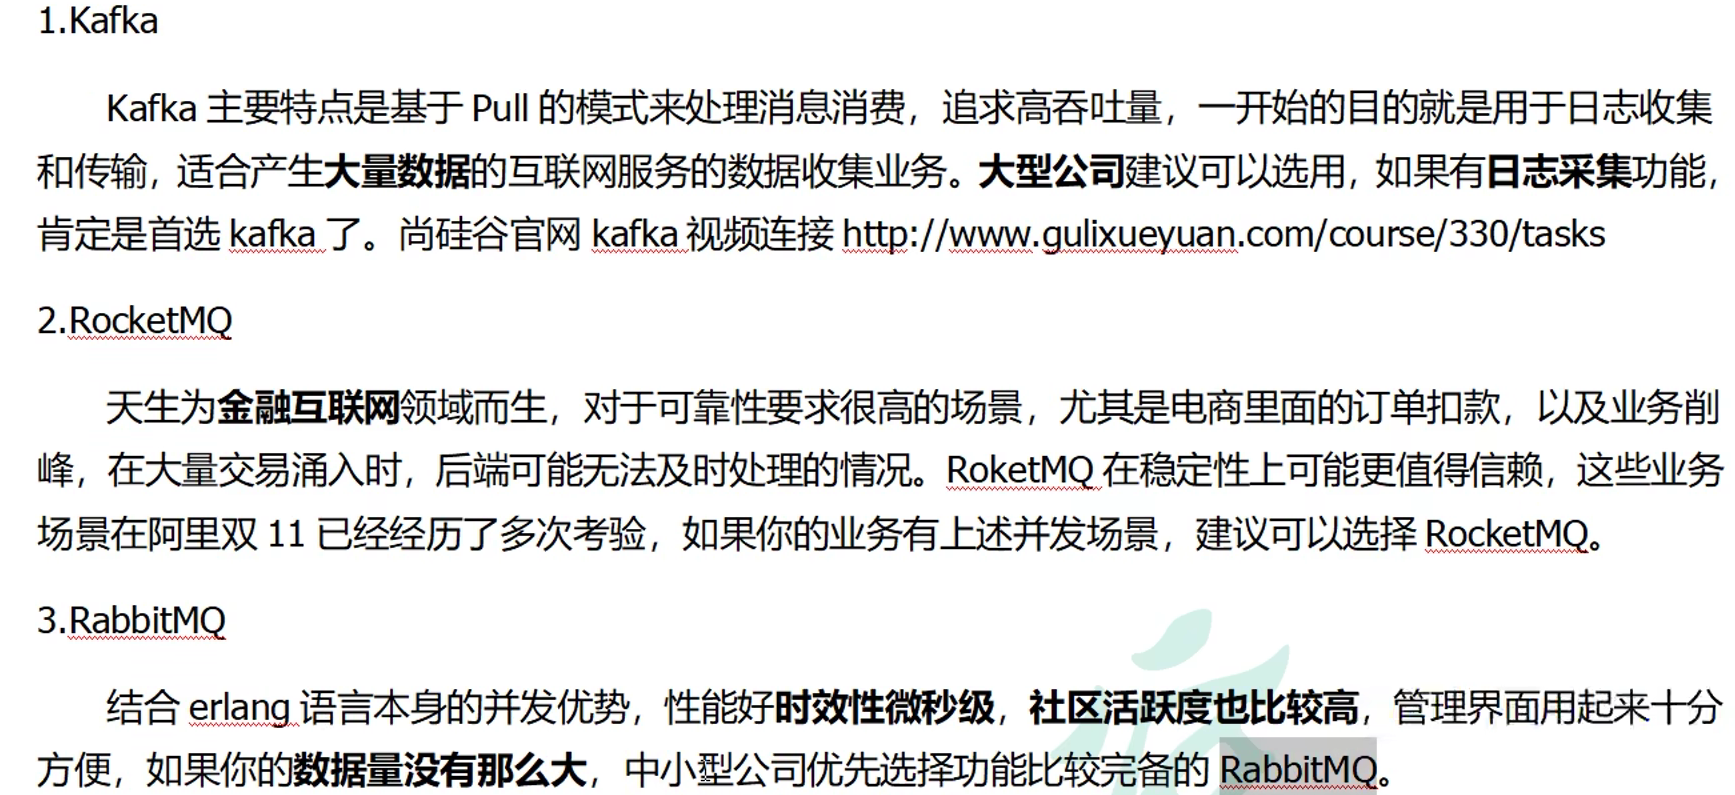 1.Kafka
Kafka 主要特点是基于 Pull 的模式来处理消息消费，追求高吞吐量，一开始的目的就是用于日志收集
和传输，适合产生大量数据的互联网服务的数据收集业务。大型公司建议可以选用，如果有日志采集功能，
肯定是首选 kafka 了。尚硅谷官网 kafka 视频连接 http://www.gulixueyuan.com/course/330/tasks
2.RocketMQ
天生为金融互联网领域而生，对于可靠性要求很高的场景，尤其是电商里面的订单扣款，以及业务削
峰，在大量交易涌入时，后端可能无法及时处理的情况。RoketMQ 在稳定性上可能更值得信赖，这些业务
场景在阿里双 11 已经经历了多次考验，如果你的业务有上述并发场景，建议可以选择 RocketMQ。
3.RabbitMQ
结合 erlang 语言本身的并发优势，性能好时效性微秒级，社区活跃度也比较高，管理界面用起来十分
方便，如果你的数据量没有那么大，中小型公司优先选择功能比较完备的 RabbitMQ。